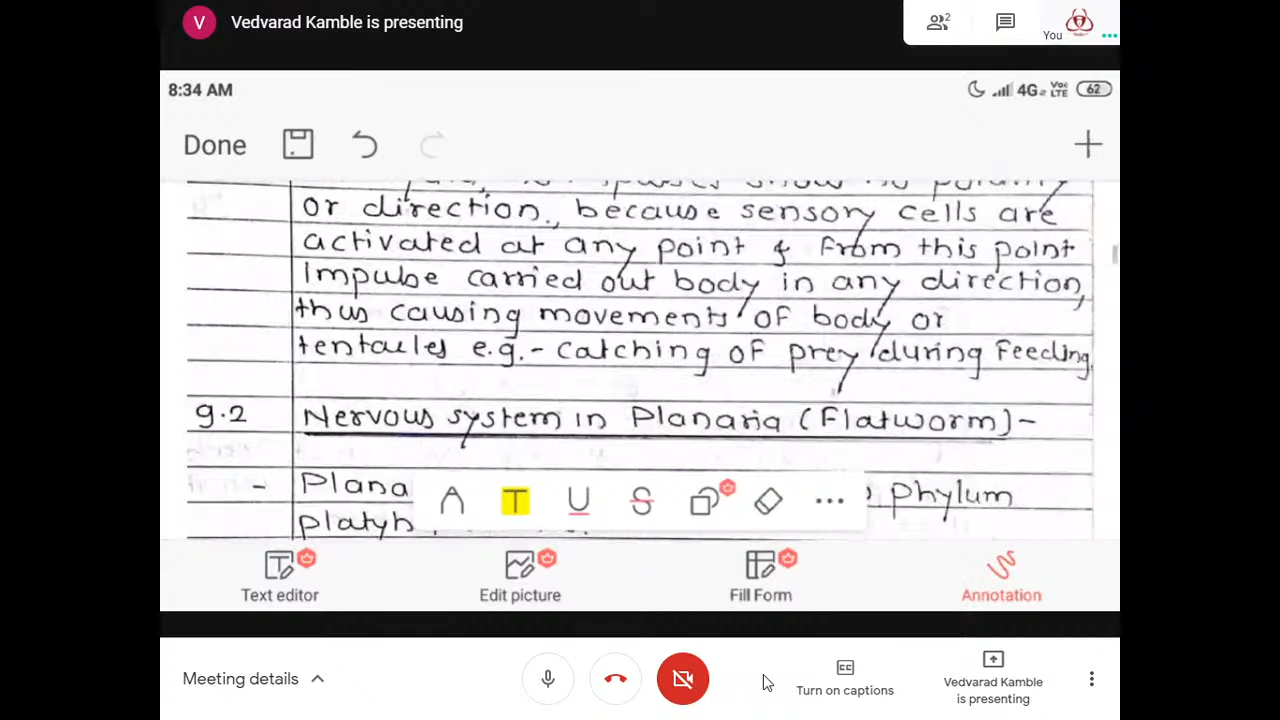 V Vedvarad Kamble is presenting
2
You
8:34 AM
4G Vo LTE 62
Done
or direction, because sensory cells are
activated at any point & from this point
Impulse carried out body in any direction,
thus causing movements of body or
tentacles e.g.- catching of prey during feeding
9.2 Nervous system in Planaria (Flatworm)-
- Plana phylum
platyh
A T U S
Text editor Edit picture Fill Form Annotation
Meeting details
Turn on captions
Vedvarad Kamble
is presenting